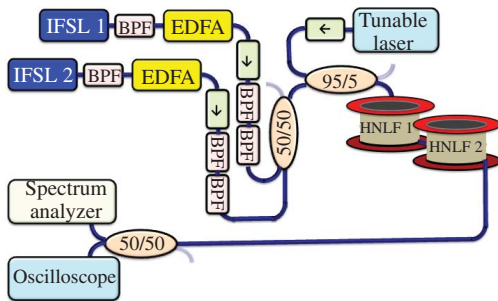 IFSL 1
BPF
EDFA
Tunable
laser
IFSL 2
BPF
EDFA
95/5
BPF
BPF
50/50
HNLF 1
HNLF 2
BPF
BPF
Spectrum
analyzer
50/50
Oscilloscope